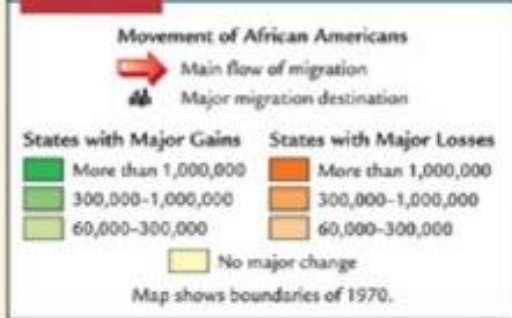 Movement of African Americans
Main flow of migration
Major migration destination
States with Major Gains States with Major Losses
More than 1,000,000 More than 1,000,000
300,000–1,000,000 300,000–1,000,000
60,000–300,000 60,000–300,000
No major change
Map shows boundaries of 1970.